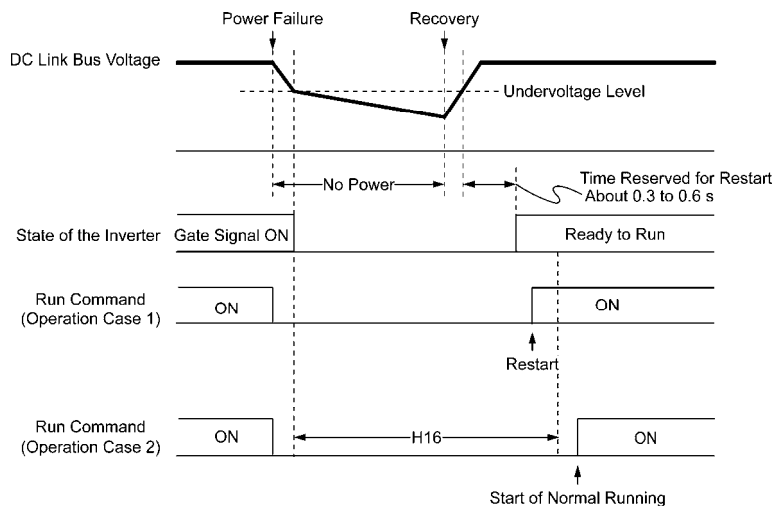 Power Failure
Recovery
DC Link Bus Voltage
Undervoltage Level
No Power
Time Reserved for Restart
About 0.3 to 0.6 s
State of the Inverter
Gate Signal ON
Ready to Run
Run Command
(Operation Case 1)
ON
ON
Restart
Run Command
(Operation Case 2)
ON
H16
ON
Start of Normal Running